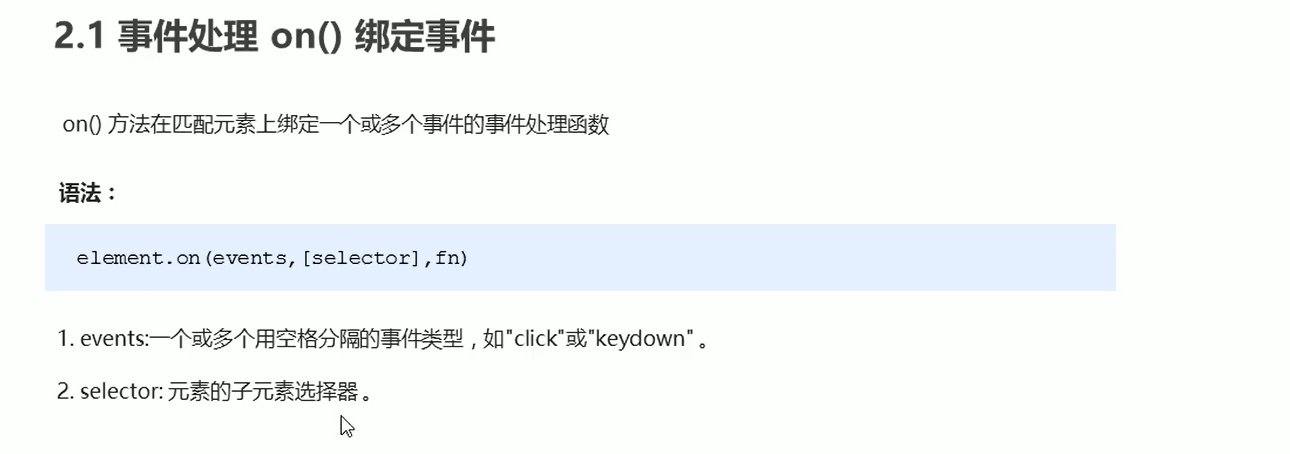 2.1 事件处理 on() 绑定事件
on() 方法在匹配元素上绑定一个或多个事件的事件处理函数
语法：
element.on(events,[selector],fn)
1. events:一个或多个用空格分隔的事件类型，如"click"或"keydown" 。
2. selector: 元素的子元素选择器 。